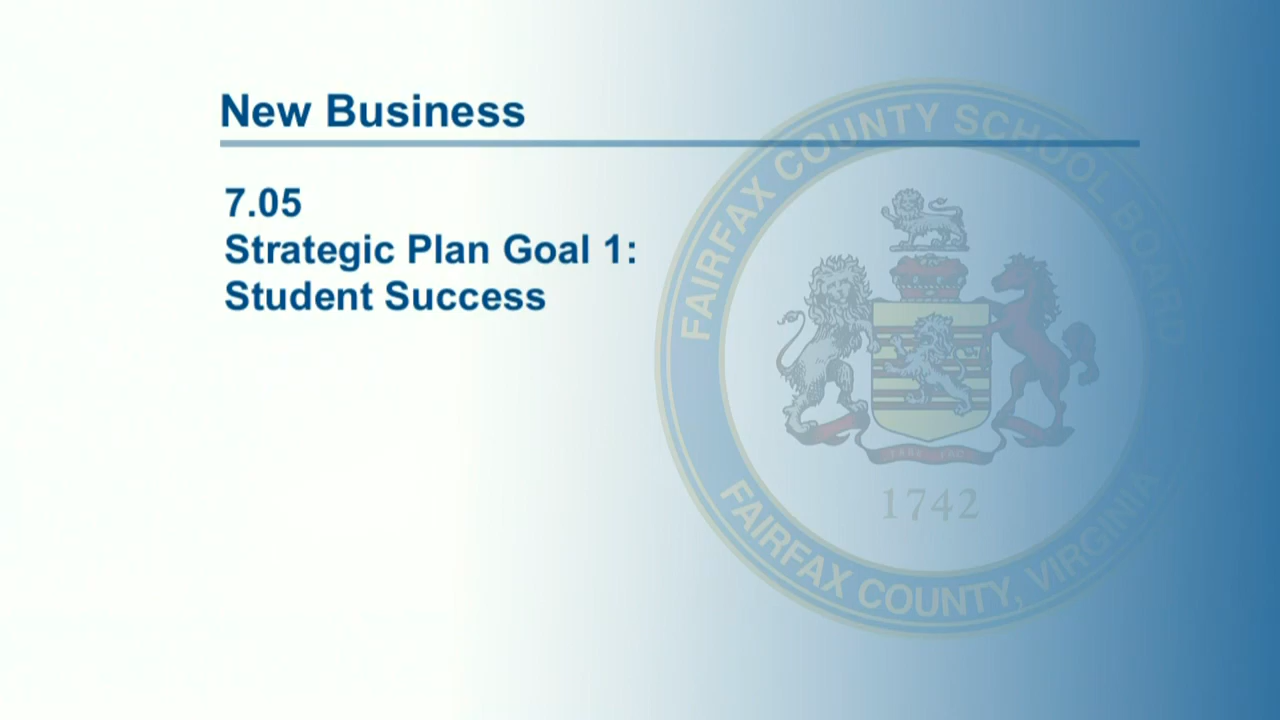 New Business
7.05
Strategic Plan Goal 1:
Student Success
FAIRFAX COUNTY SCHOOL BOARD
1742
FAIRFAX COUNTY, VIRGINIA